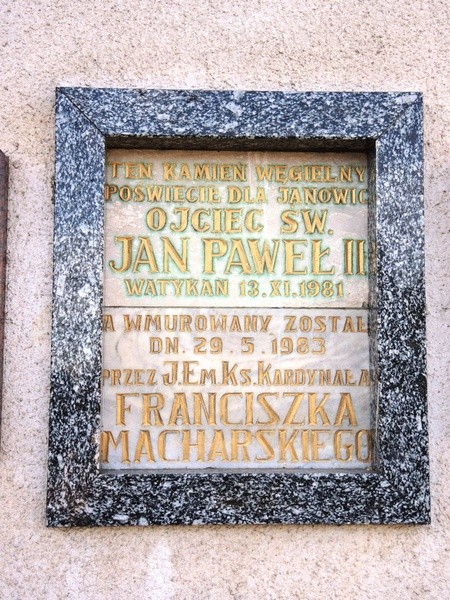 TEN KAMIEŃ WĘGIELNY
POŚWIĘCIŁ DLA JANOWIC
OJCIEC ŚW.
JAN PAWEŁ II
WATYKAN 13.XI.1981
A WMUROWANY ZOSTAŁ
DN. 29.5.1983
PRZEZ J.EM.KS.KARDYNAŁA
FRANCISZKA
MACHARSKIEGO